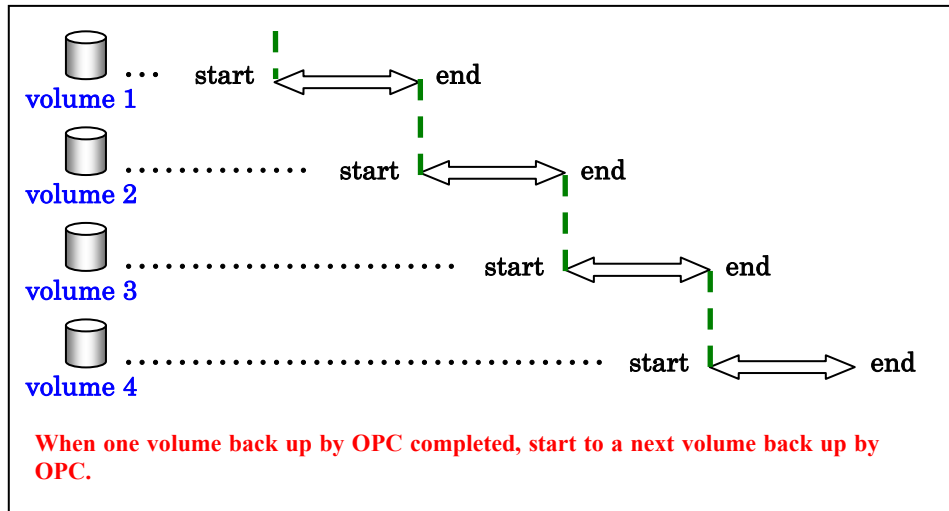 start end
volume 1
start end
volume 2
start end
volume 3
start end
volume 4
When one volume back up by OPC completed, start to a next volume back up by
OPC.